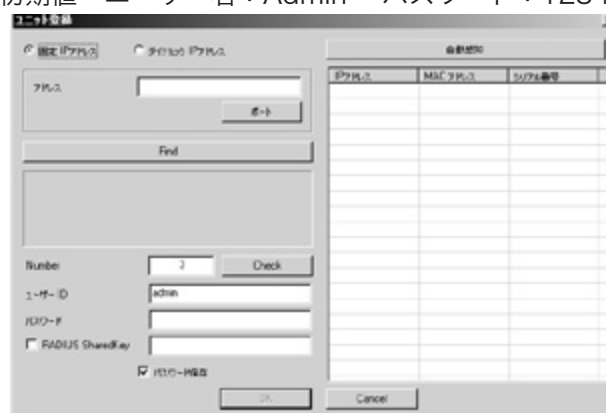 初期値 ユーザー名：Admin パスワード：1234
ユニット登録
固定 IPアドレス
ダイナミック IPアドレス
自動感知
アドレス
ポート
IPアドレス
MACアドレス
シリアル番号
Find
Number
3
Check
ユーザー ID
admin
パスワード
RADIUS SharedKey
パスワード保存
OK
Cancel